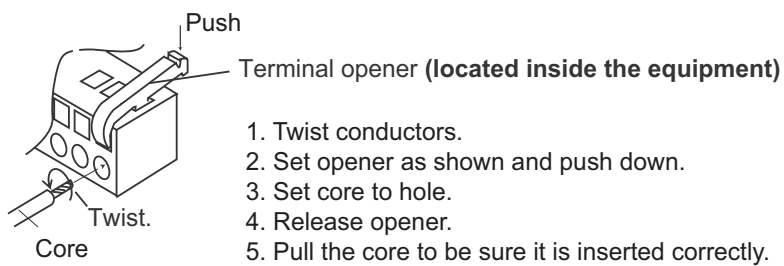 Push
Terminal opener (located inside the equipment)
1. Twist conductors.
2. Set opener as shown and push down.
3. Set core to hole.
4. Release opener.
5. Pull the core to be sure it is inserted correctly.
Twist.
Core